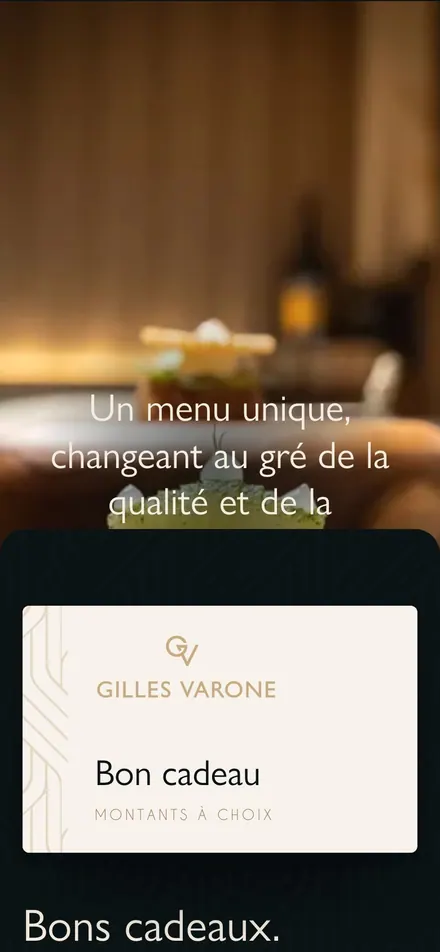 Un menu unique,
changeant au gré de la
qualité et de la
GV
GILLES VARONE
Bon cadeau
MONTANTS À CHOIX
Bons cadeaux.